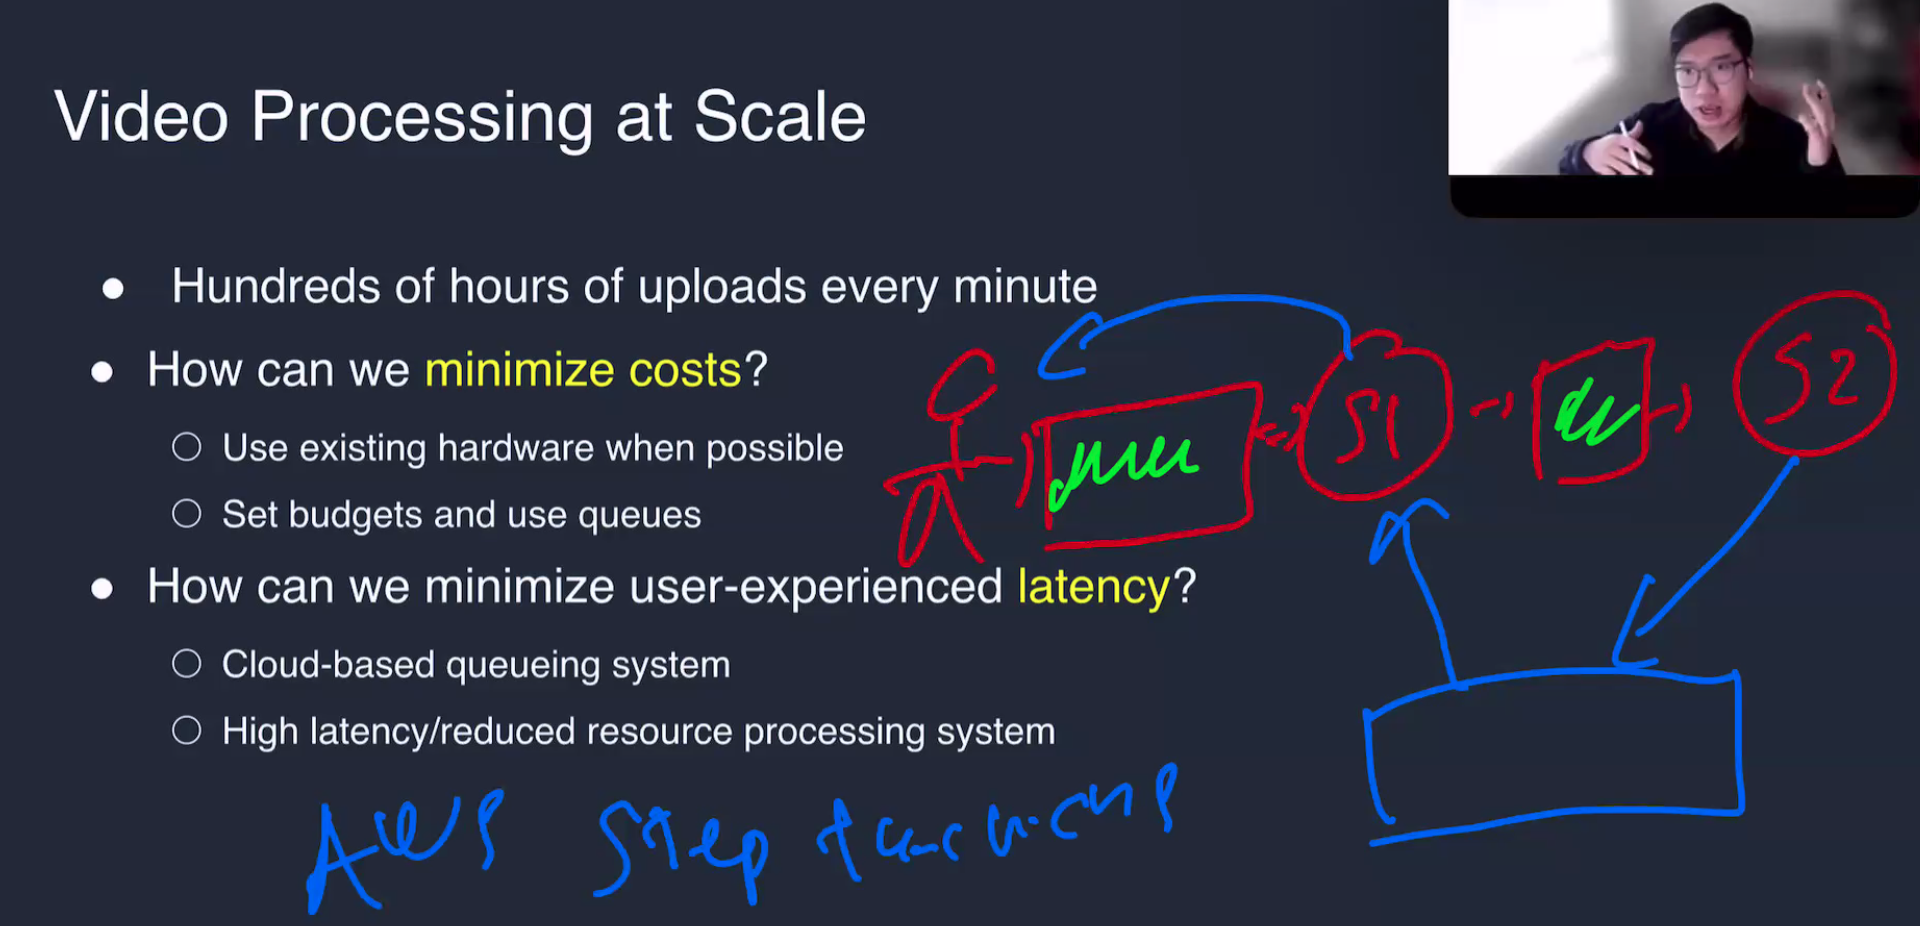 Video Processing at Scale
● Hundreds of hours of uploads every minute
● How can we minimize costs?
○ Use existing hardware when possible
○ Set budgets and use queues
● How can we minimize user-experienced latency?
○ Cloud-based queueing system
○ High latency/reduced resource processing system
S1
S2
AWS Step functions